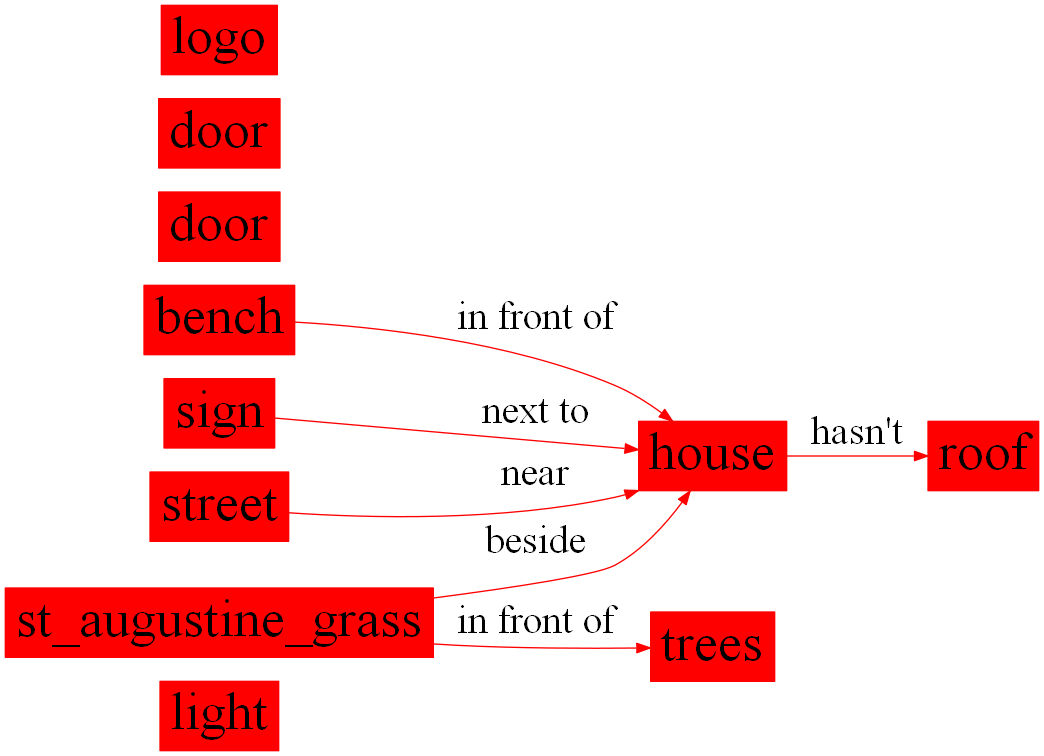 logo
door
door
bench
in front of
sign
next to
house
hasn't
roof
street
near
beside
st_augustine_grass
in front of
trees
light